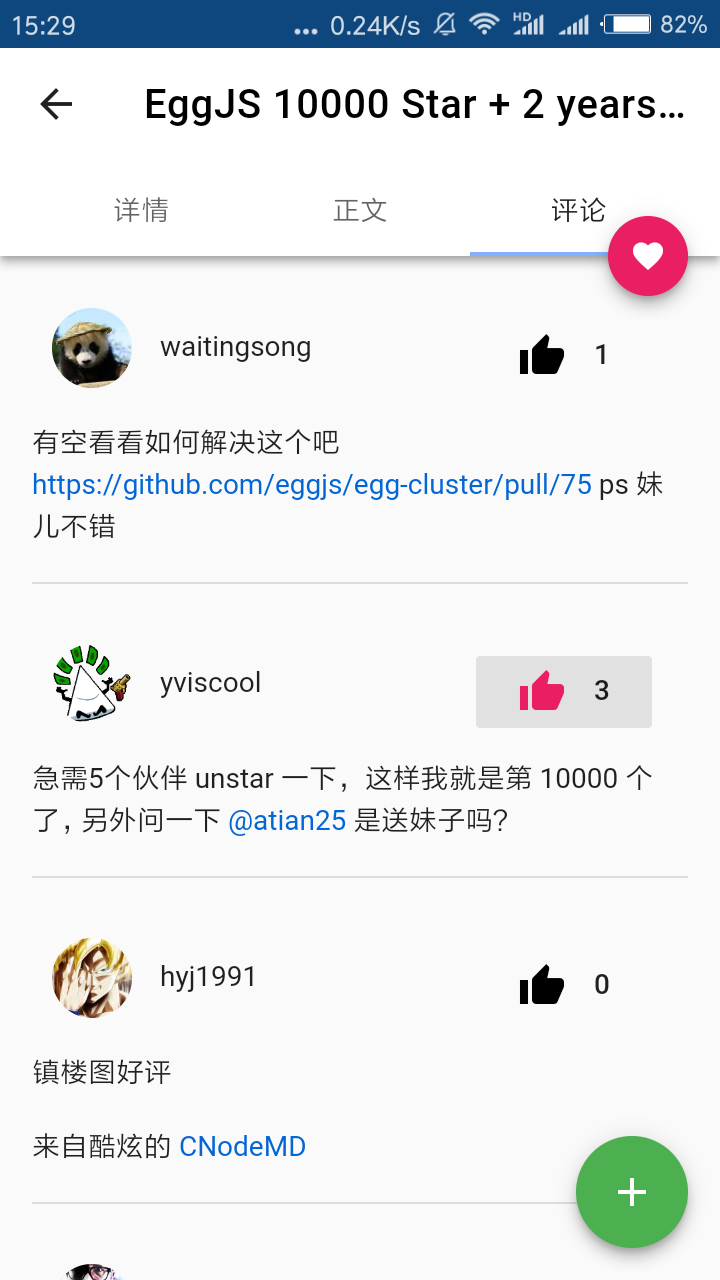 15:29 ... 0.24K/s HD 82%
EggJS 10000 Star + 2 years...
详情 正文 评论
waitingsong 1
有空看看如何解决这个吧
https://github.com/eggjs/egg-cluster/pull/75 ps 妹
儿不错
yviscool 3
急需5个伙伴 unstar 一下，这样我就是第 10000 个
了, 另外问一下 @atian25 是送妹子吗?
hyj1991 0
镇楼图好评
来自酷炫的 CNodeMD